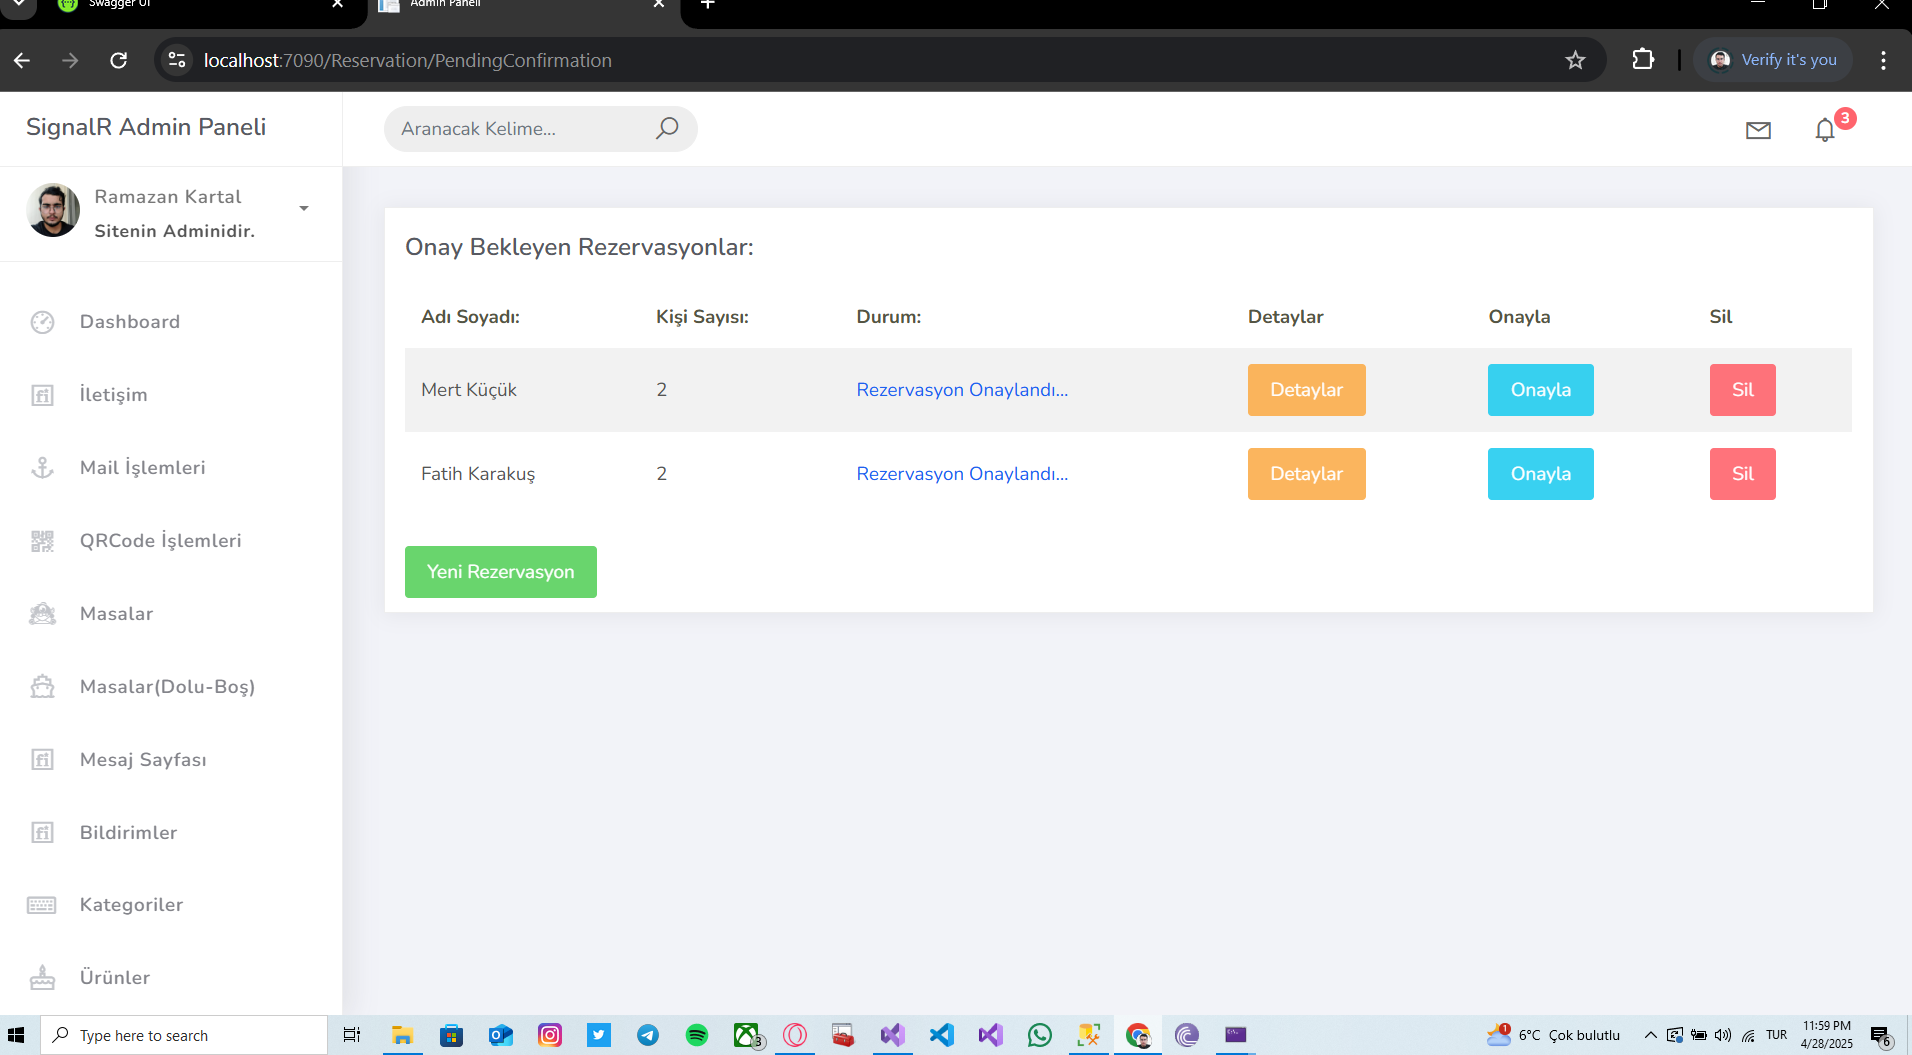 Swagger UI
Admin Paneli
localhost:7090/Reservation/PendingConfirmation
Verify it's you
SignalR Admin Paneli
Aranacak Kelime...
3
Ramazan Kartal
Sitenin Adminidir.
Dashboard
İletişim
Mail İşlemleri
QRCode İşlemleri
Masalar
Masalar(Dolu-Boş)
Mesaj Sayfası
Bildirimler
Kategoriler
Ürünler
Onay Bekleyen Rezervasyonlar:
Adı Soyadı: Kişi Sayısı: Durum: Detaylar Onayla Sil
Mert Küçük 2 Rezervasyon Onaylandı... Detaylar Onayla Sil
Fatih Karakuş 2 Rezervasyon Onaylandı... Detaylar Onayla Sil
Yeni Rezervasyon
Type here to search
3
1
6°C Çok bulutlu
TUR
11:59 PM
4/28/2025
6